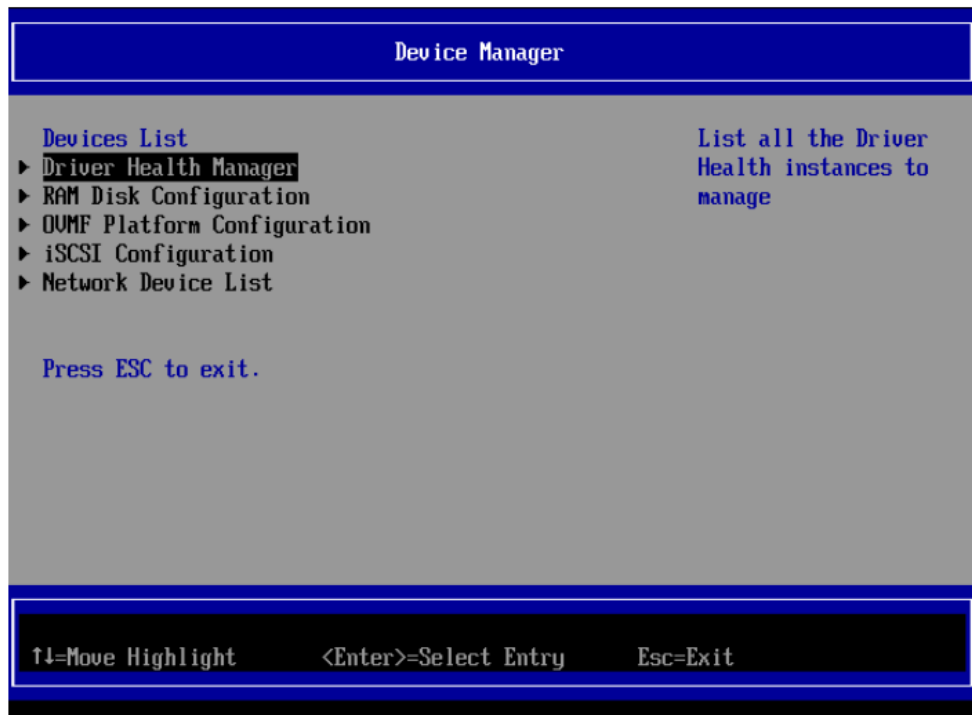 Device Manager
Devices List
▶ Driver Health Manager
▶ RAM Disk Configuration
▶ OVMF Platform Configuration
▶ iSCSI Configuration
▶ Network Device List
Press ESC to exit.
List all the Driver
Health instances to
manage
↑↓=Move Highlight <Enter>=Select Entry Esc=Exit